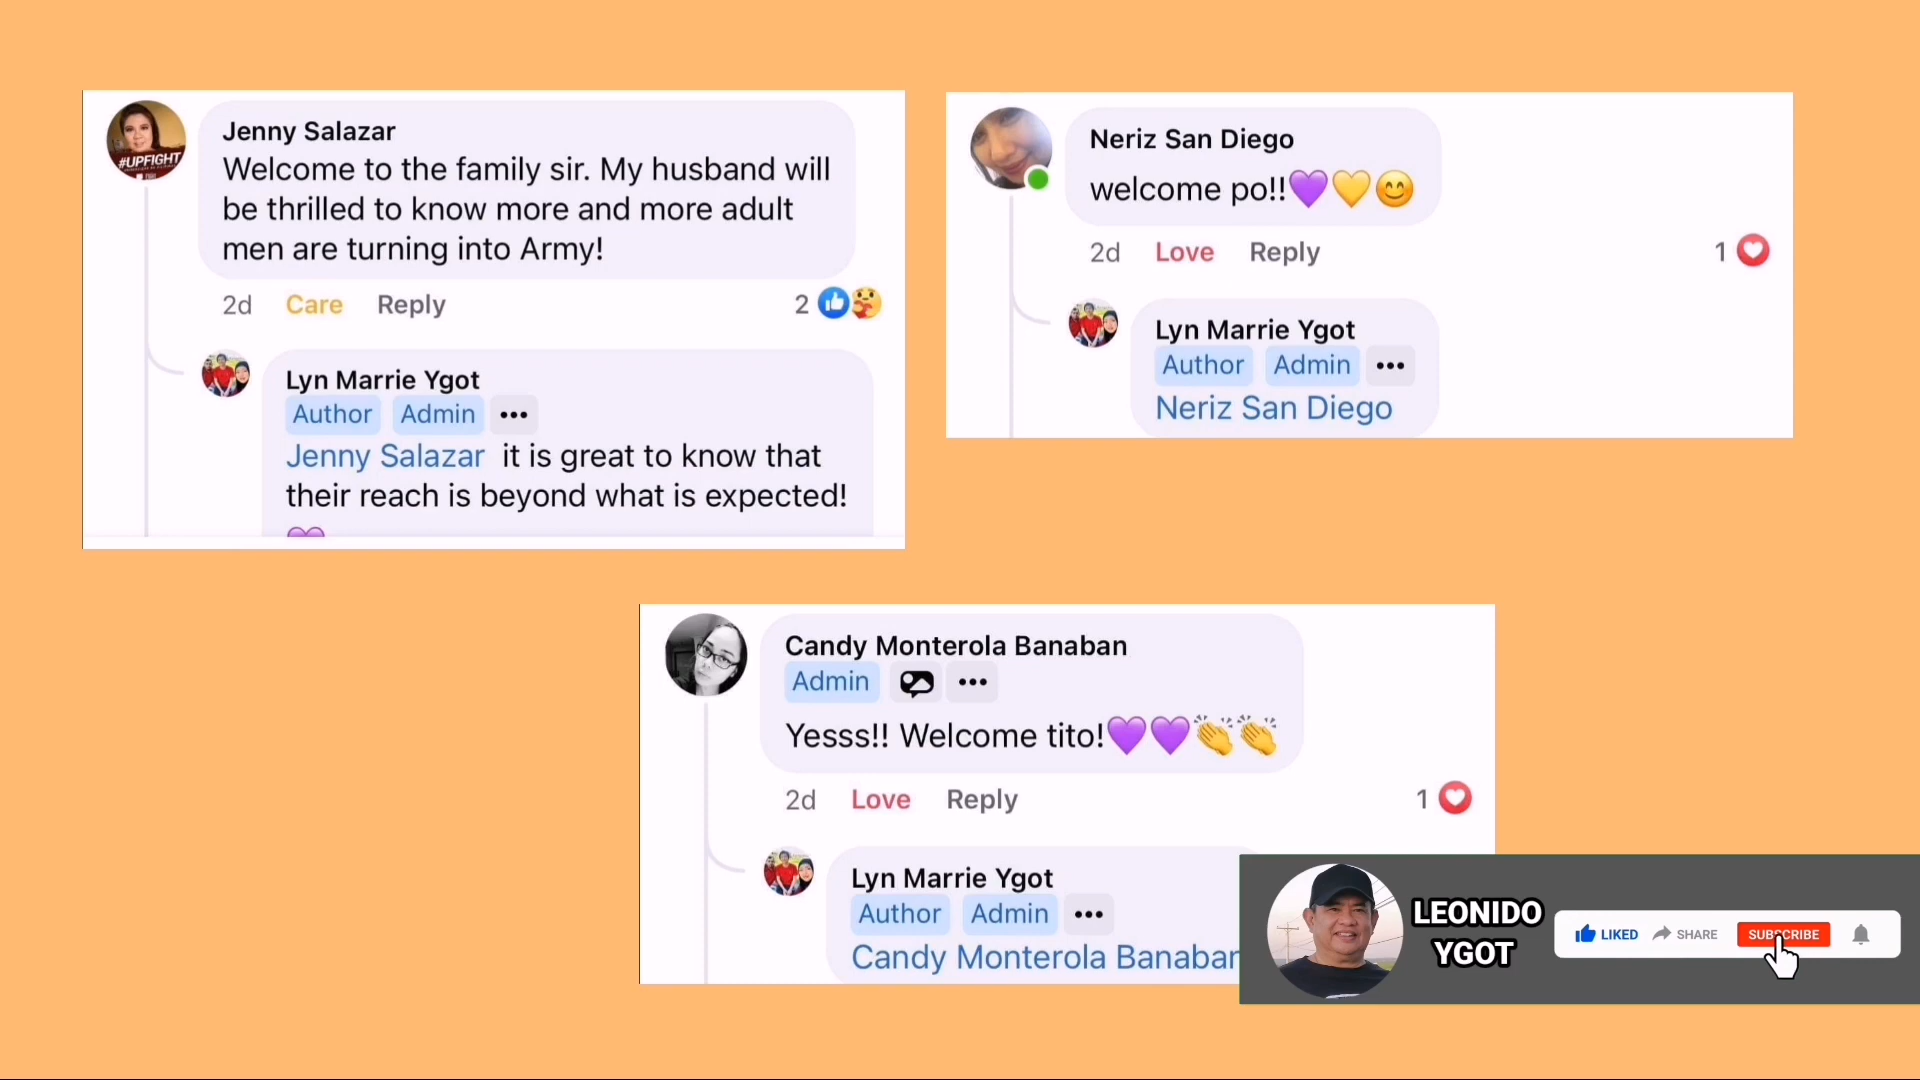 #UPFIGHT
Jenny Salazar
Welcome to the family sir. My husband will
be thrilled to know more and more adult
men are turning into Army!
2d Care Reply 2
Lyn Marrie Ygot
Author Admin •••
Jenny Salazar it is great to know that
their reach is beyond what is expected!
Neriz San Diego
welcome po!!💜💛😊
2d Love Reply 1
Lyn Marrie Ygot
Author Admin •••
Neriz San Diego
Candy Monterola Banaban
Admin •••
Yesss!! Welcome tito!💜💜👏👏
2d Love Reply 1
Lyn Marrie Ygot
Author Admin •••
Candy Monterola Banaban
LEONIDO
YGOT
LIKED SHARE SUBSCRIBE